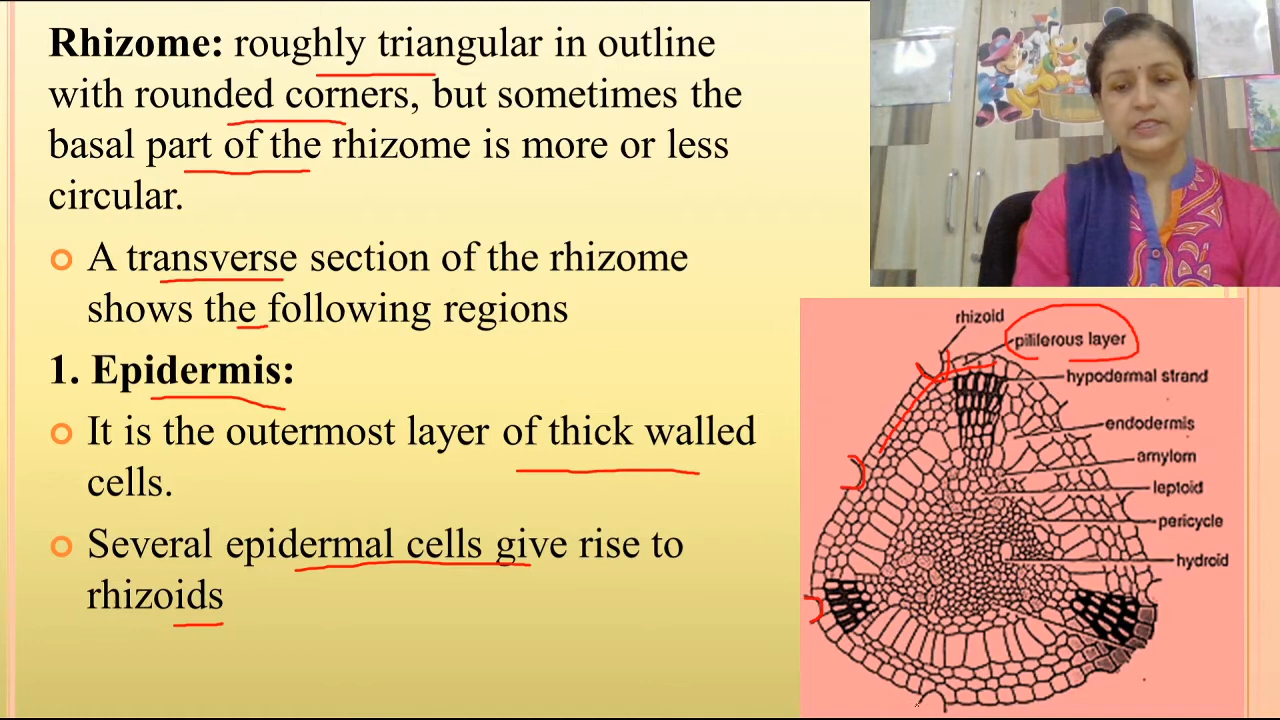 Rhizome: roughly triangular in outline
with rounded corners, but sometimes the
basal part of the rhizome is more or less
circular.
A transverse section of the rhizome
shows the following regions
1. Epidermis:
It is the outermost layer of thick walled
cells.
Several epidermal cells give rise to
rhizoids
rhizoid
piliferous layer
hypodermal strand
endodermis
amylom
leptoid
pericycle
hydroid